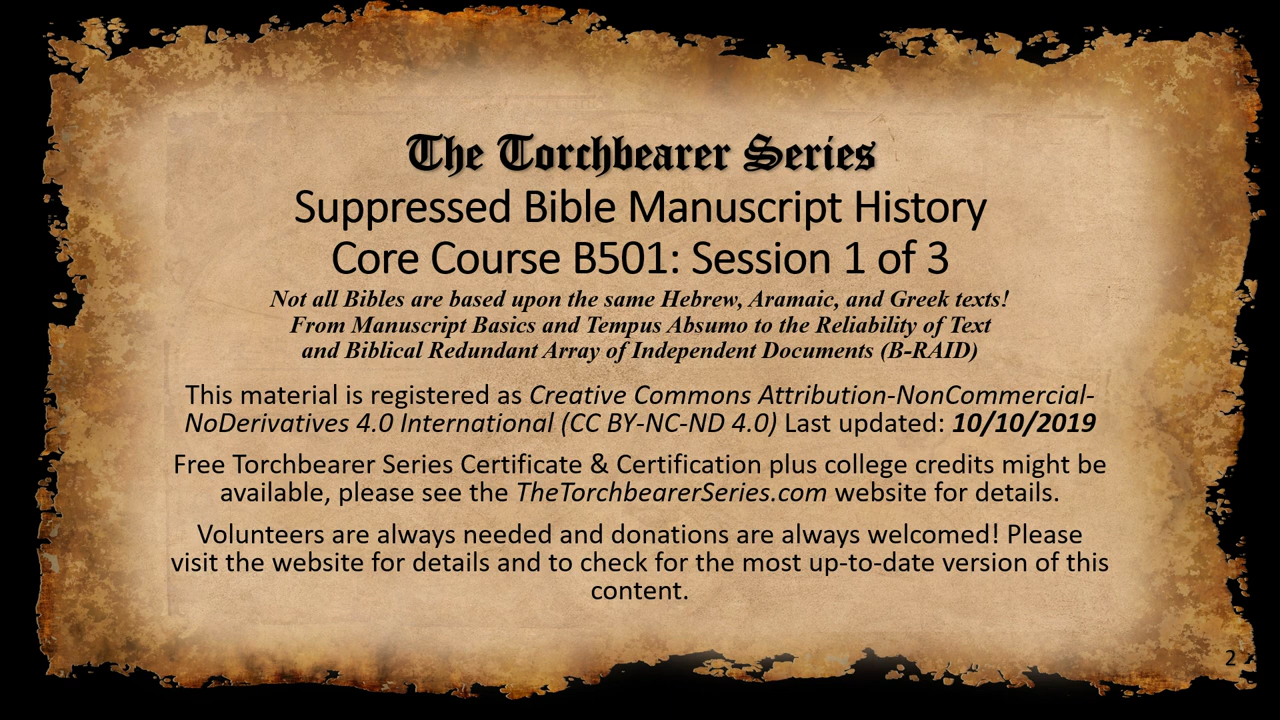 The Torchbearer Series
Suppressed Bible Manuscript History
Core Course B501: Session 1 of 3
Not all Bibles are based upon the same Hebrew, Aramaic, and Greek texts!
From Manuscript Basics and Tempus Absumo to the Reliability of Text
and Biblical Redundant Array of Independent Documents (B-RAID)
This material is registered as Creative Commons Attribution-NonCommercial-
NoDerivatives 4.0 International (CC BY-NC-ND 4.0) Last updated: 10/10/2019
Free Torchbearer Series Certificate & Certification plus college credits might be
available, please see the TheTorchbearerSeries.com website for details.
Volunteers are always needed and donations are always welcomed! Please
visit the website for details and to check for the most up-to-date version of this
content.
2